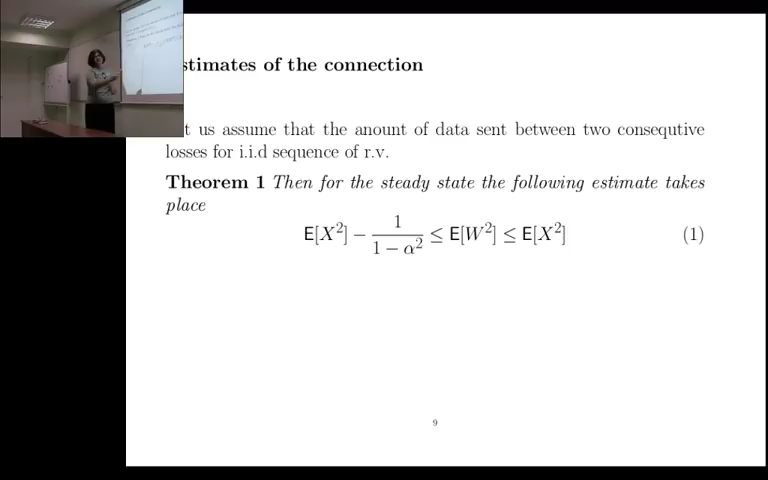 stimates of the connection
t us assume that the anount of data sent between two consequtive
losses for i.i.d sequence of r.v.
Theorem 1 Then for the steady state the following estimate takes
place
E[X²] − 1/(1 − α²) ≤ E[W²] ≤ E[X²] (1)
9